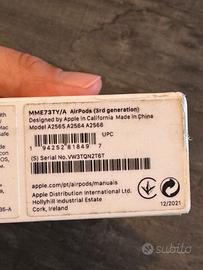 MME73TY/A AirPods (3rd generation)
Designed by Apple in California Made in China
Model A2565 A2564 A2566
UPC
1 94252 81849 7
(S) Serial No. VW3TQN2T6T
apple.com/pt/airpods/manuais
Apple Distribution International Ltd.
Hollyhill Industrial Estate
Cork, Ireland
12/2021
subito